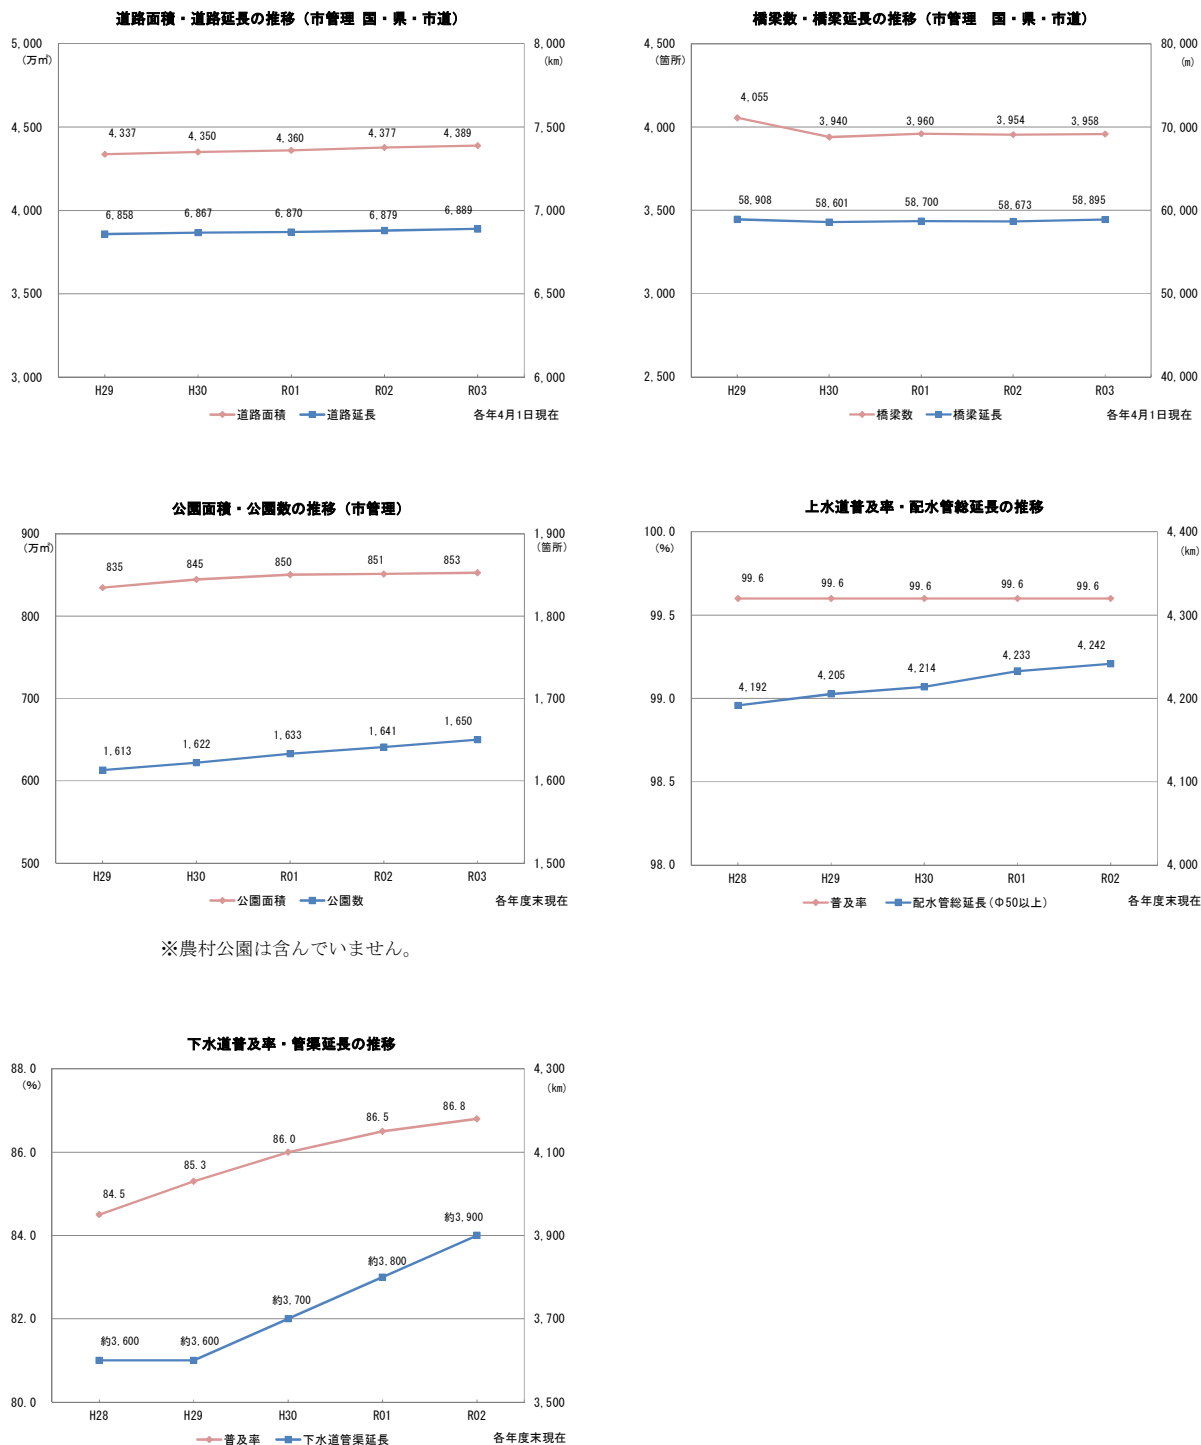 道路面積・道路延長の推移（市管理 国・県・市道）
5,000
(万㎡)
8,000
(km)
4,500
4,000
3,500
3,000
7,500
7,000
6,500
6,000
4,337 4,350 4,360 4,377 4,389
6,858 6,867 6,870 6,879 6,889
H29 H30 R01 R02 R03
道路面積 道路延長 各年4月1日現在
橋梁数・橋梁延長の推移（市管理　国・県・市道）
4,500
(箇所)
80,000
(m)
4,000
3,500
3,000
2,500
70,000
60,000
50,000
40,000
4,055 3,940 3,960 3,954 3,958
58,908 58,601 58,700 58,673 58,895
H29 H30 R01 R02 R03
橋梁数 橋梁延長 各年4月1日現在
公園面積・公園数の推移（市管理）
900
(万㎡)
1,900
(箇所)
800
700
600
500
1,800
1,700
1,600
1,500
835 845 850 851 853
1,613 1,622 1,633 1,641 1,650
H29 H30 R01 R02 R03
公園面積 公園数 各年度末現在
※農村公園は含んでいません。
上水道普及率・配水管総延長の推移
100.0
(%)
4,400
(km)
99.5
99.0
98.5
98.0
4,300
4,200
4,100
4,000
99.6 99.6 99.6 99.6 99.6
4,192 4,205 4,214 4,233 4,242
H28 H29 H30 R01 R02
普及率 配水管総延長(Φ50以上) 各年度末現在
下水道普及率・管渠延長の推移
88.0
(%)
4,300
(km)
86.0
84.0
82.0
80.0
4,100
3,900
3,700
3,500
84.5 85.3 86.0 86.5 86.8
約3,600 約3,600 約3,700 約3,800 約3,900
H28 H29 H30 R01 R02
普及率 下水道管渠延長 各年度末現在